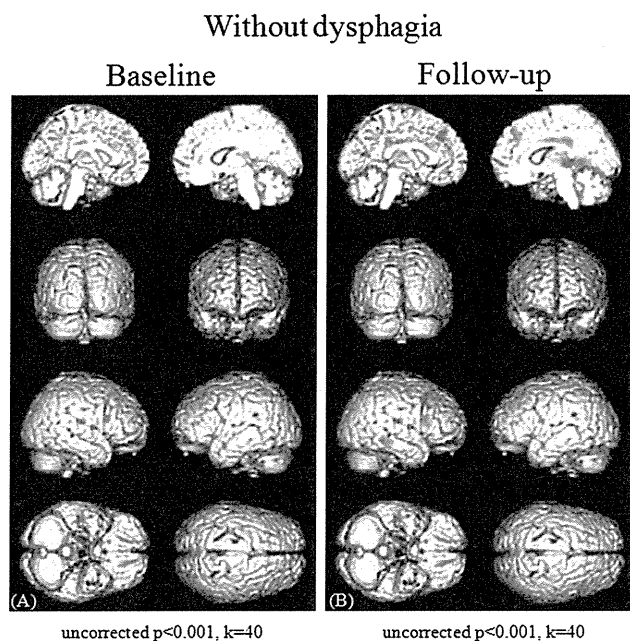 Without dysphagia
Baseline
Follow-up
(A)
(B)
uncorrected p<0.001, k=40
uncorrected p<0.001, k=40